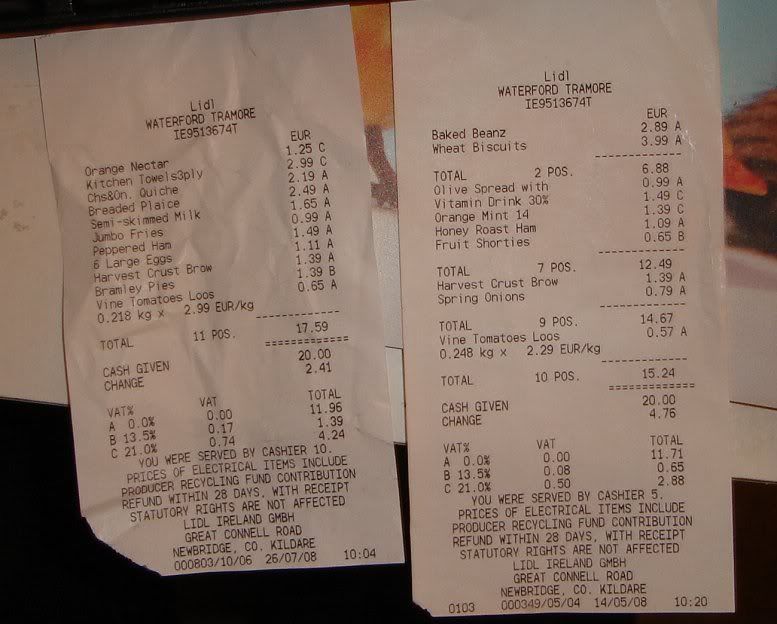 Lidl
WATERFORD TRAMORE
IE9513674T
EUR
Orange Nectar 1.25 C
Kitchen Towels3ply 2.99 C
Chs&On. Quiche 2.19 A
Breaded Plaice 2.49 A
Semi-skimmed Milk 1.65 A
Jumbo Fries 0.99 A
Peppered Ham 1.49 A
6 Large Eggs 1.11 A
Harvest Crust Brow 1.39 A
Bramley Pies 1.39 B
Vine Tomatoes Loos 0.65 A
0.218 kg x 2.99 EUR/kg
------------
TOTAL 11 POS. 17.59
============
CASH GIVEN 20.00
CHANGE 2.41
VAT% VAT TOTAL
A 0.0% 0.00 11.96
B 13.5% 0.17 1.39
C 21.0% 0.74 4.24
YOU WERE SERVED BY CASHIER 10.
PRICES OF ELECTRICAL ITEMS INCLUDE
PRODUCER RECYCLING FUND CONTRIBUTION
REFUND WITHIN 28 DAYS, WITH RECEIPT
STATUTORY RIGHTS ARE NOT AFFECTED
LIDL IRELAND GMBH
GREAT CONNELL ROAD
NEWBRIDGE, CO. KILDARE
000803/10/06 26/07/08 10:04
Lidl
WATERFORD TRAMORE
IE9513674T
EUR
Baked Beanz 2.89 A
Wheat Biscuits 3.99 A
------------
TOTAL 2 POS. 6.88
Olive Spread with 0.99 A
Vitamin Drink 30% 1.49 C
Orange Mint 14 1.39 C
Honey Roast Ham 1.09 A
Fruit Shorties 0.65 B
------------
TOTAL 7 POS. 12.49
Harvest Crust Brow 1.39 A
Spring Onions 0.79 A
------------
TOTAL 9 POS. 14.67
Vine Tomatoes Loos 0.57 A
0.248 kg x 2.29 EUR/kg
------------
TOTAL 10 POS. 15.24
============
CASH GIVEN 20.00
CHANGE 4.76
VAT% VAT TOTAL
A 0.0% 0.00 11.71
B 13.5% 0.08 0.65
C 21.0% 0.50 2.88
YOU WERE SERVED BY CASHIER 5.
PRICES OF ELECTRICAL ITEMS INCLUDE
PRODUCER RECYCLING FUND CONTRIBUTION
REFUND WITHIN 28 DAYS, WITH RECEIPT
STATUTORY RIGHTS ARE NOT AFFECTED
LIDL IRELAND GMBH
GREAT CONNELL ROAD
NEWBRIDGE, CO. KILDARE
0103 000349/05/04 14/05/08 10:20